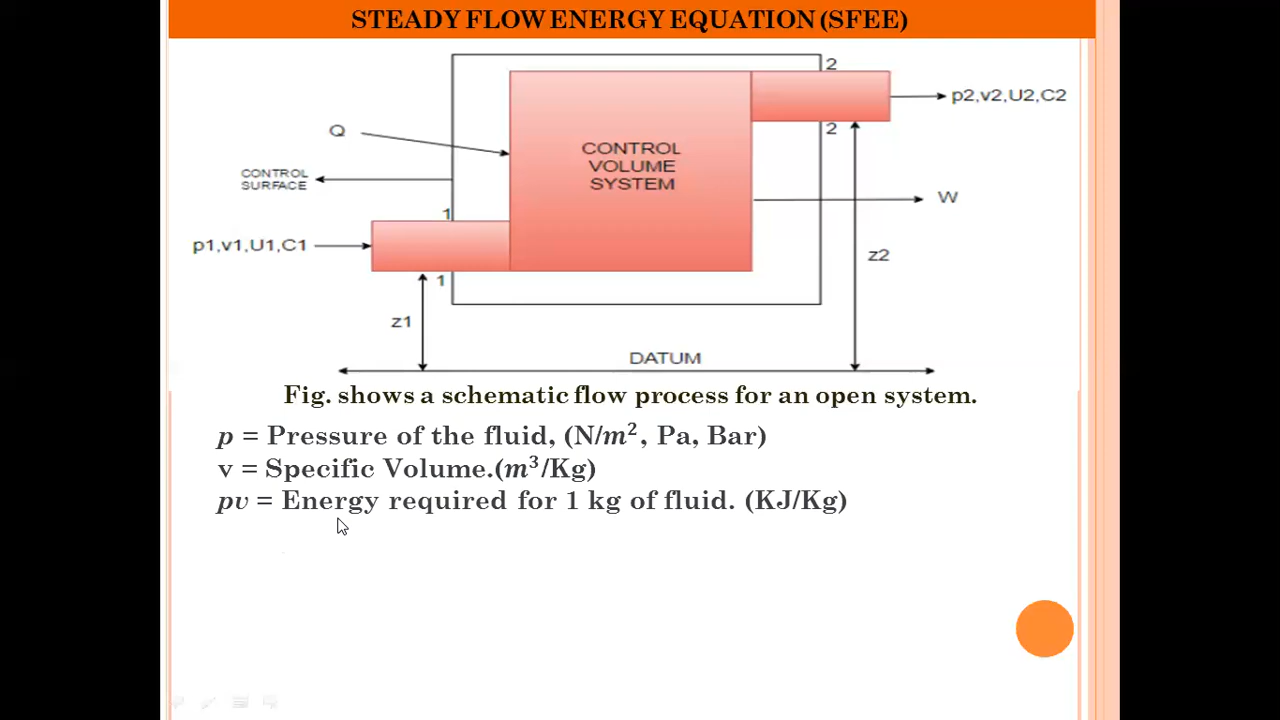 STEADY FLOW ENERGY EQUATION (SFEE)
2
p2,v2,U2,C2
Q
2
CONTROL
VOLUME
SYSTEM
CONTROL
SURFACE
W
1
p1,v1,U1,C1
z2
1
z1
DATUM
Fig. shows a schematic flow process for an open system.
p = Pressure of the fluid, (N/m², Pa, Bar)
v = Specific Volume.(m³/Kg)
pv = Energy required for 1 kg of fluid. (KJ/Kg)